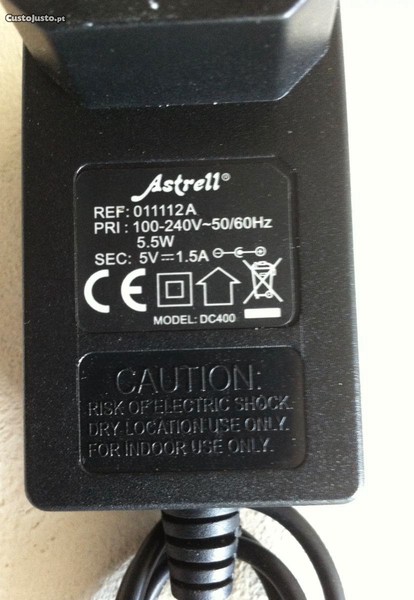 CustoJusto.pt
Astrell®
REF: 011112A
PRI : 100-240V~50/60Hz
5.5W
SEC: 5V⎓1.5A
CE
MODEL: DC400
CAUTION:
RISK OF ELECTRIC SHOCK.
DRY LOCATION USE ONLY.
FOR INDOOR USE ONLY.